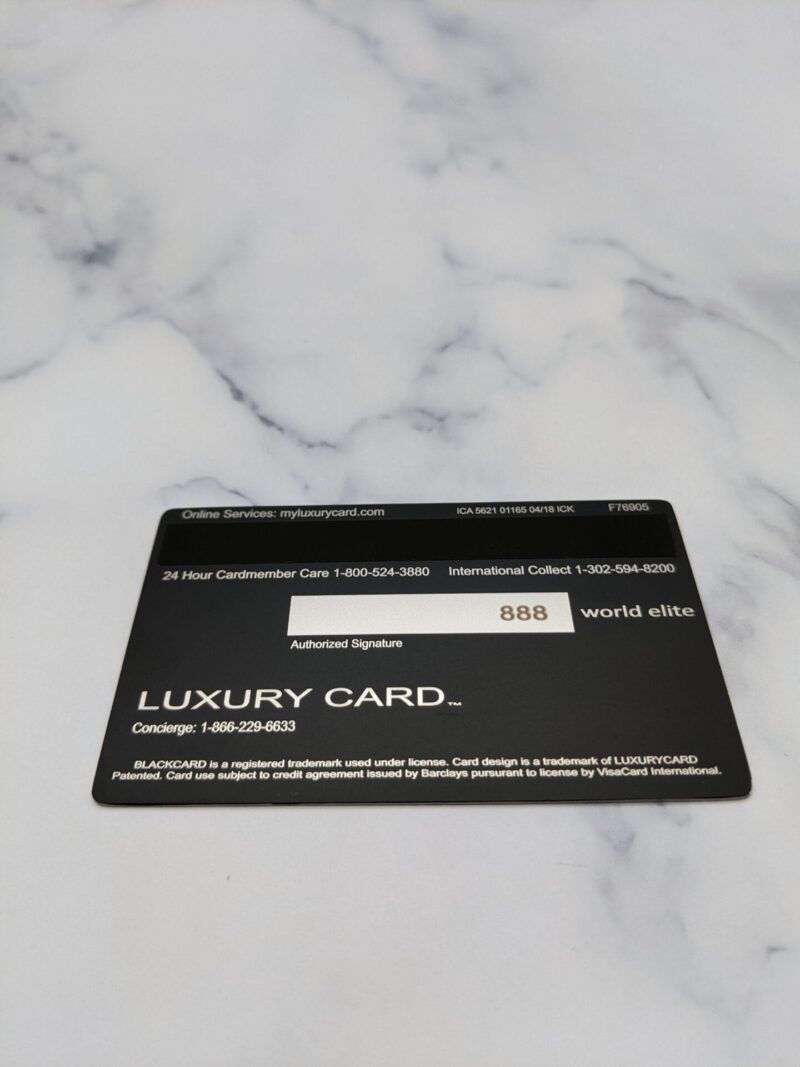 Online Services: myluxurycard.com ICA 5621 01165 04/18 ICK F76905
24 Hour Cardmember Care 1-800-524-3880 International Collect 1-302-594-8200
888 world elite
Authorized Signature
LUXURY CARD™
Concierge: 1-866-229-6633
BLACKCARD is a registered trademark used under license. Card design is a trademark of LUXURYCARD
Patented. Card use subject to credit agreement issued by Barclays pursurant to license by VisaCard International.